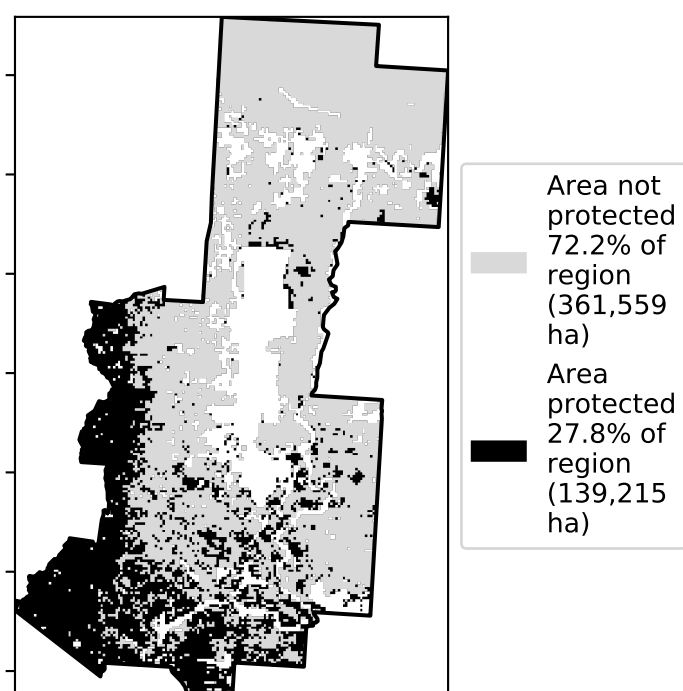 Area not
protected
72.2% of
region
(361,559
ha)
Area
protected
27.8% of
region
(139,215
ha)